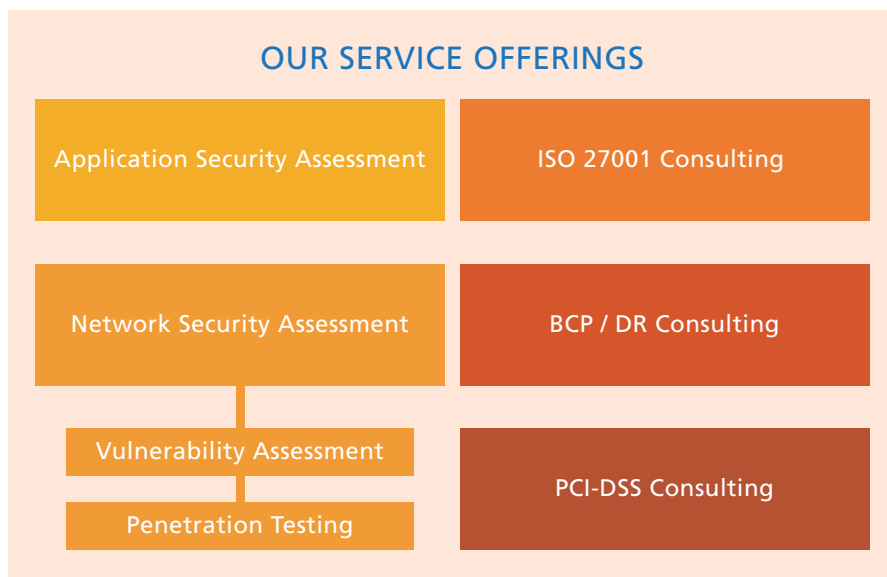 OUR SERVICE OFFERINGS
Application Security Assessment
ISO 27001 Consulting
Network Security Assessment
BCP / DR Consulting
Vulnerability Assessment
Penetration Testing
PCI-DSS Consulting